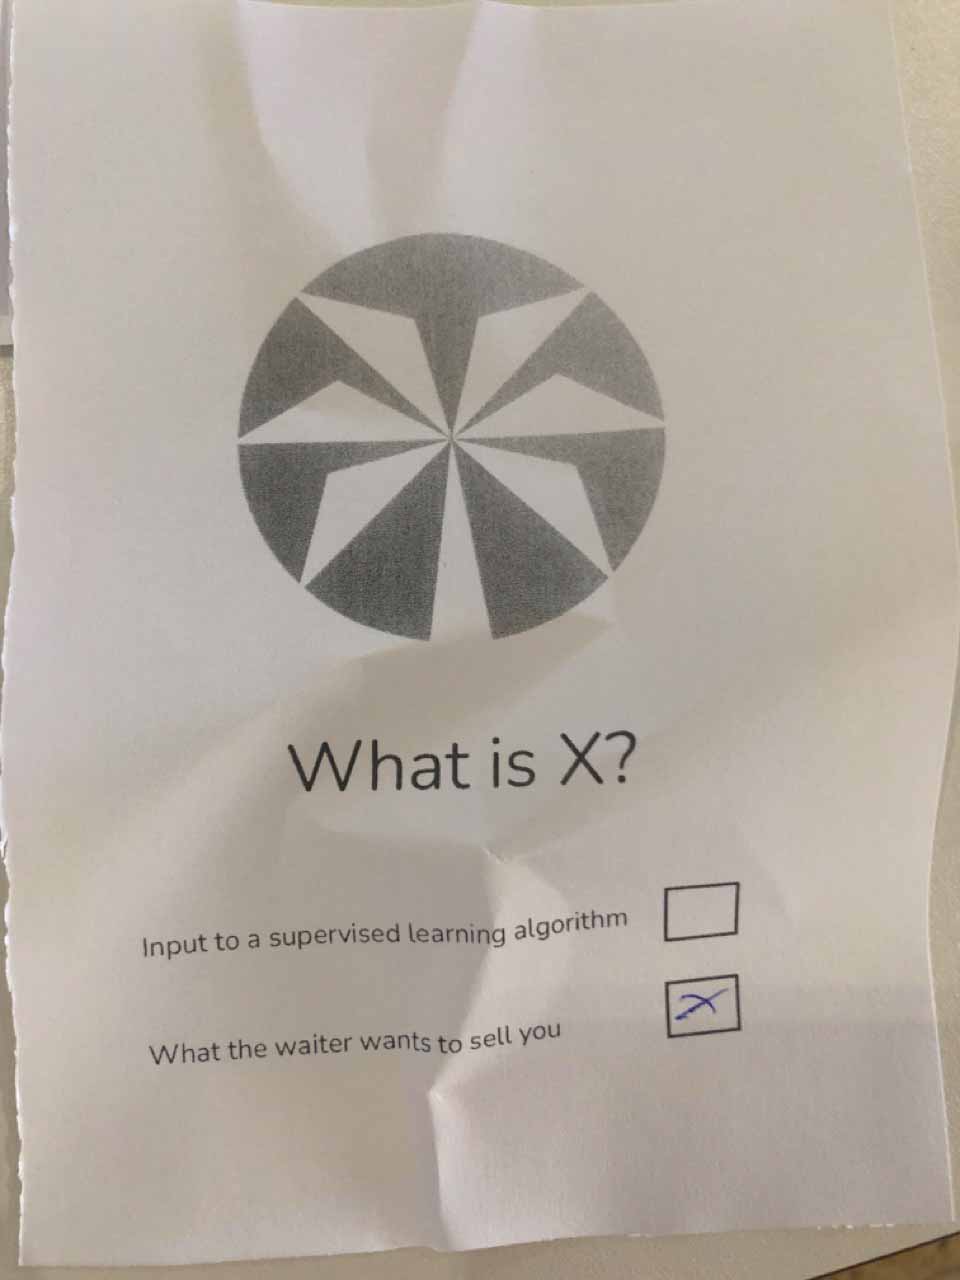 What is X?
Input to a supervised learning algorithm
What the waiter wants to sell you